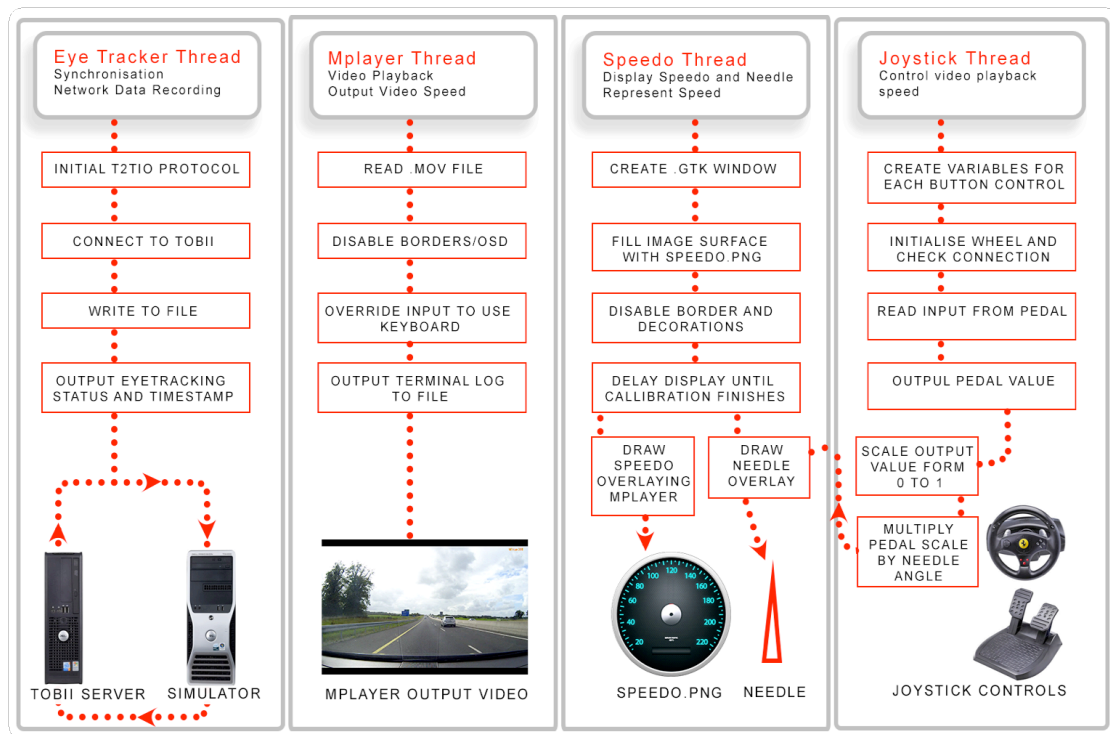 Eye Tracker Thread
Synchronisation
Network Data Recording
INITIAL T2TIO PROTOCOL
CONNECT TO TOBII
WRITE TO FILE
OUTPUT EYETRACKING
STATUS AND TIMESTAMP
TOBII SERVER
SIMULATOR
Mplayer Thread
Video Playback
Output Video Speed
READ .MOV FILE
DISABLE BORDERS/OSD
OVERRIDE INPUT TO USE
KEYBOARD
OUTPUT TERMINAL LOG
TO FILE
MPLAYER OUTPUT VIDEO
Speedo Thread
Display Speedo and Needle
Represent Speed
CREATE .GTK WINDOW
FILL IMAGE SURFACE
WITH SPEEDO.PNG
DISABLE BORDER AND
DECORATIONS
DELAY DISPLAY UNTIL
CALLIBRATION FINISHES
DRAW
SPEEDO
OVERLAYING
MPLAYER
DRAW
NEEDLE
OVERLAY
20
40
60
80
100
120
140
160
180
200
220
SPEEDO.PNG
NEEDLE
Joystick Thread
Control video playback
speed
CREATE VARIABLES FOR
EACH BUTTON CONTROL
INITIALISE WHEEL AND
CHECK CONNECTION
READ INPUT FROM PEDAL
OUTPUL PEDAL VALUE
SCALE OUTPUT
VALUE FORM
0 TO 1
MULTIPLY
PEDAL SCALE
BY NEEDLE
ANGLE
JOYSTICK CONTROLS